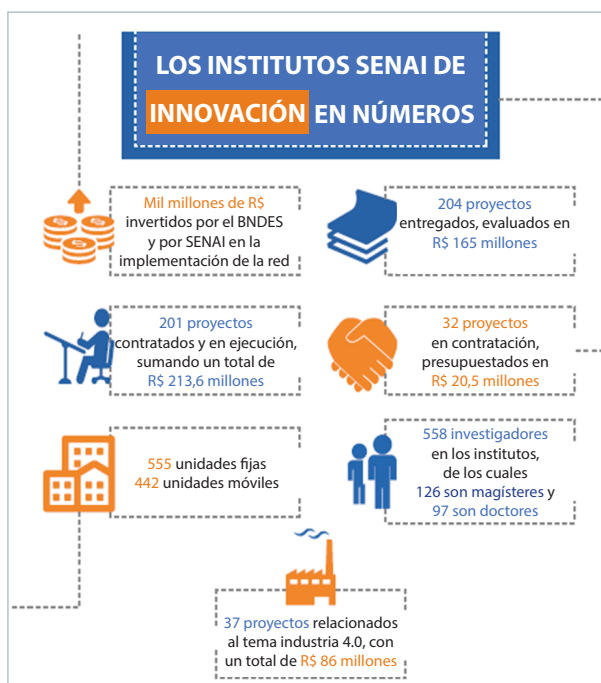 LOS INSTITUTOS SENAI DE
INNOVACIÓN EN NÚMEROS
Mil millones de R$
invertidos por el BNDES
y por SENAI en la
implementación de la red
204 proyectos
entregados, evaluados en
R$ 165 millones
201 proyectos
contratados y en ejecución,
sumando un total de
R$ 213,6 millones
32 proyectos
en contratación,
presupuestados en
R$ 20,5 millones
555 unidades fijas
442 unidades móviles
558 investigadores
en los institutos,
de los cuales
126 son magísteres y
97 son doctores
37 proyectos relacionados
al tema industria 4.0, con
un total de R$ 86 millones